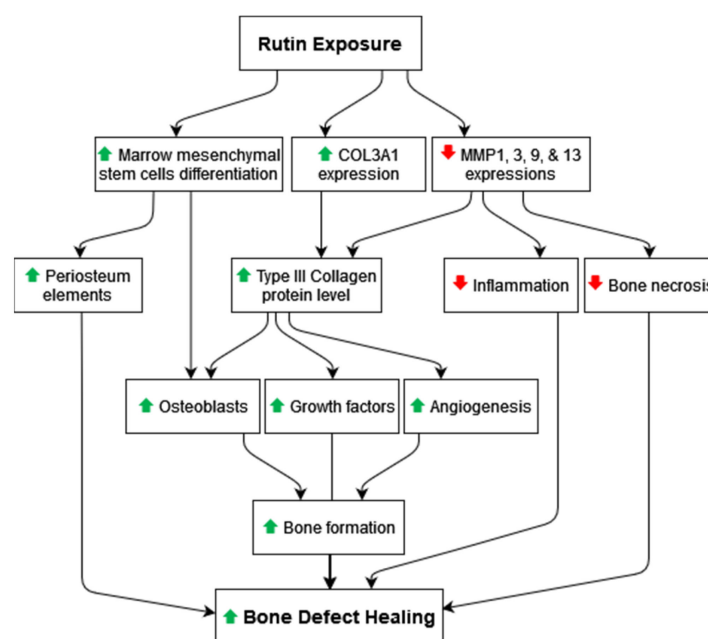 Rutin Exposure
Marrow mesenchymal
stem cells differentiation
COL3A1
expression
MMP1, 3, 9, & 13
expressions
Periosteum
elements
Type III Collagen
protein level
Inflammation
Bone necrosis
Osteoblasts
Growth factors
Angiogenesis
Bone formation
Bone Defect Healing